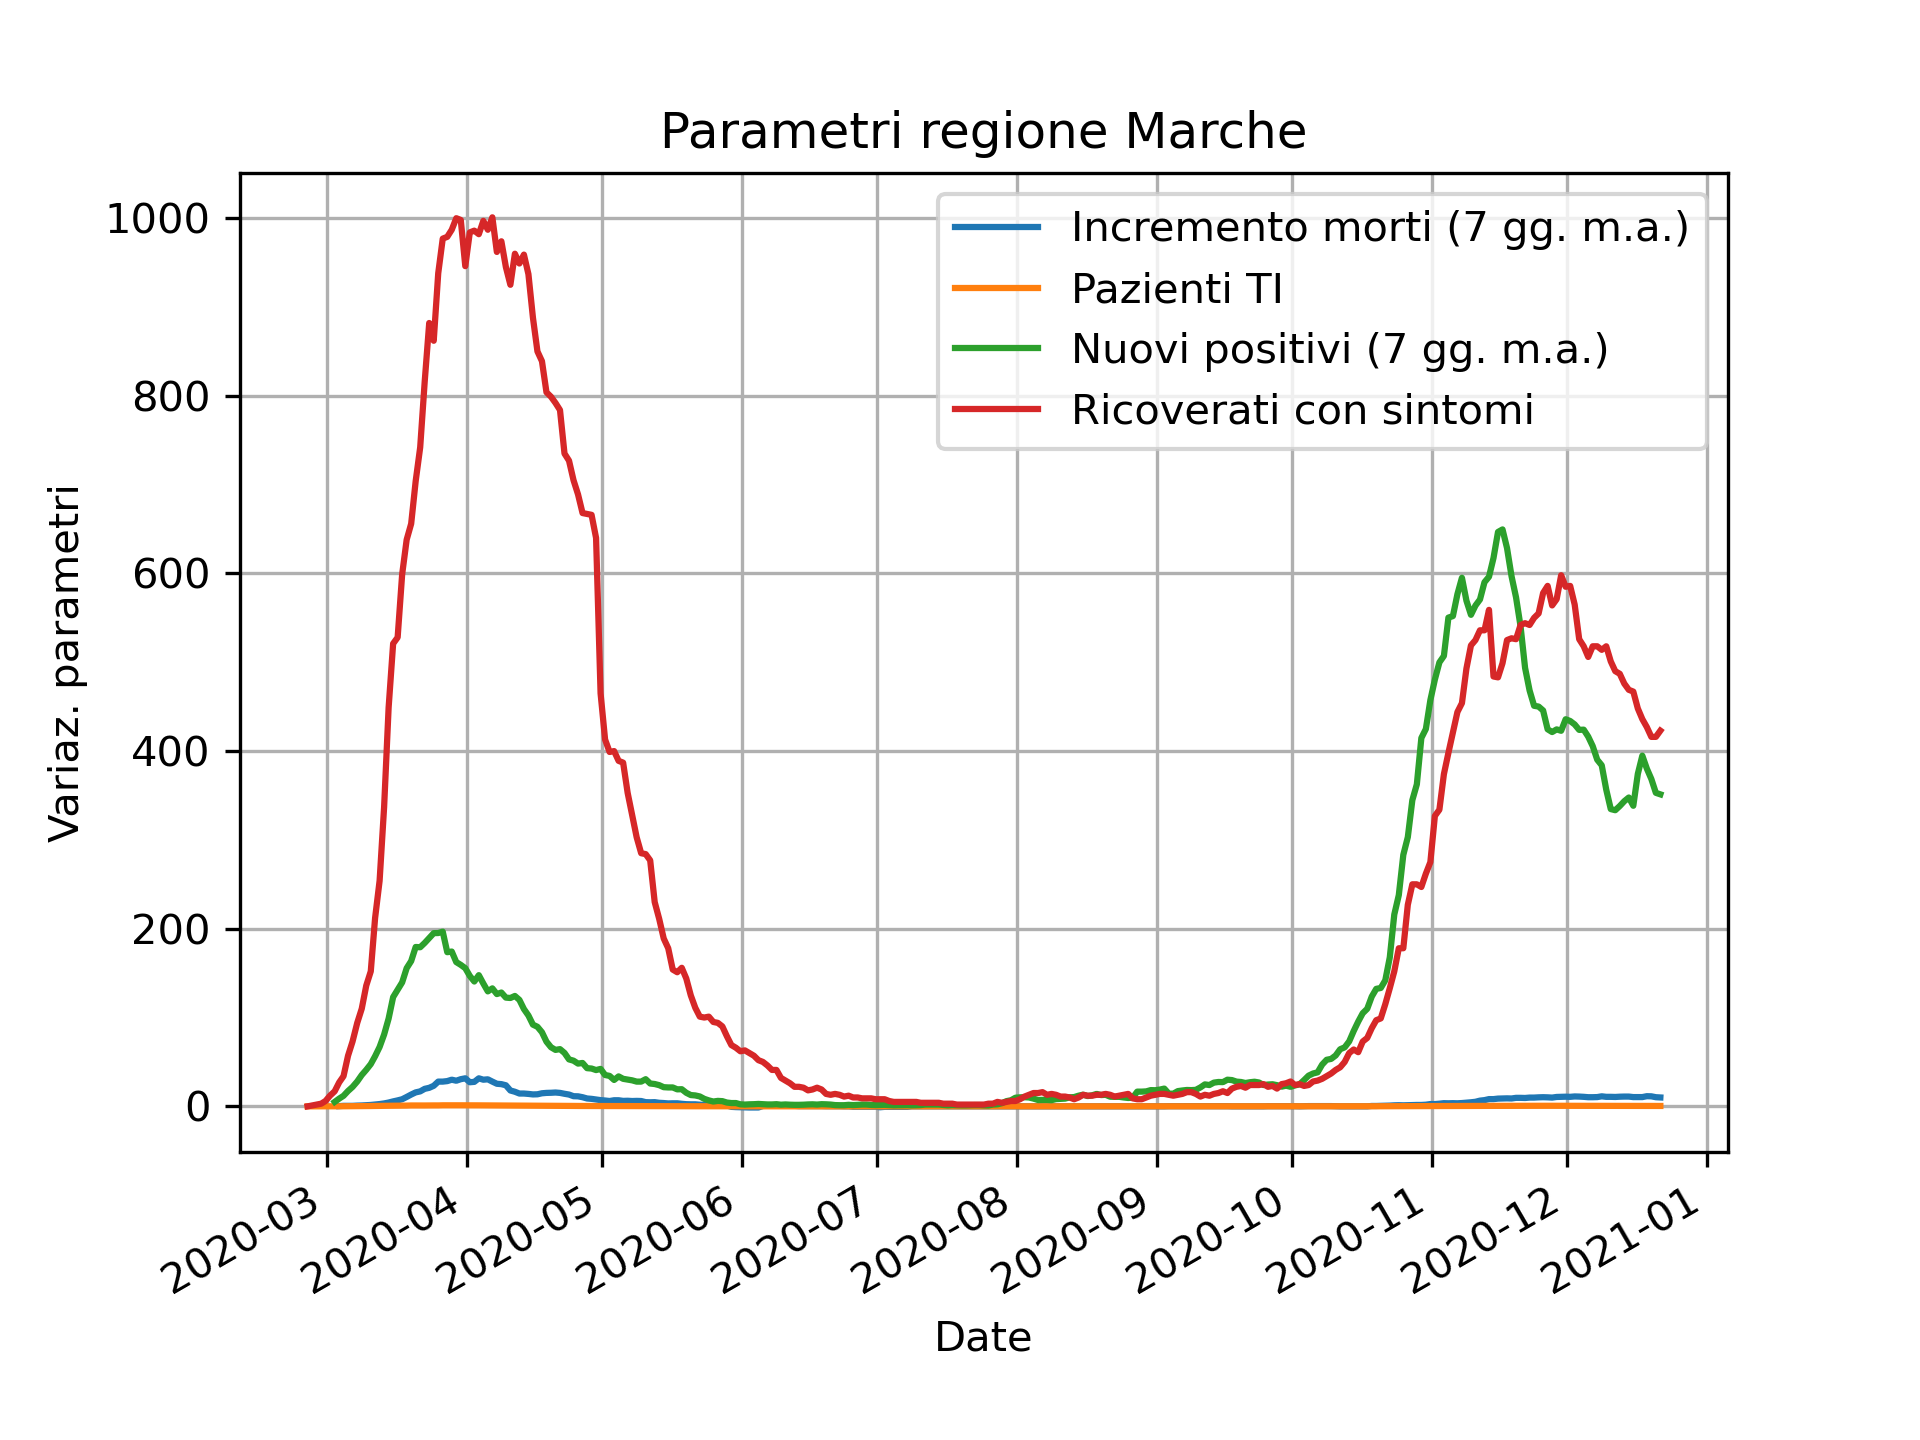 Parametri regione Marche
Incremento morti (7 gg. m.a.)
Pazienti TI
Nuovi positivi (7 gg. m.a.)
Ricoverati con sintomi
Variaz. parametri
1000
800
600
400
200
0
2020-03
2020-04
2020-05
2020-06
2020-07
2020-08
2020-09
2020-10
2020-11
2020-12
2021-01
Date